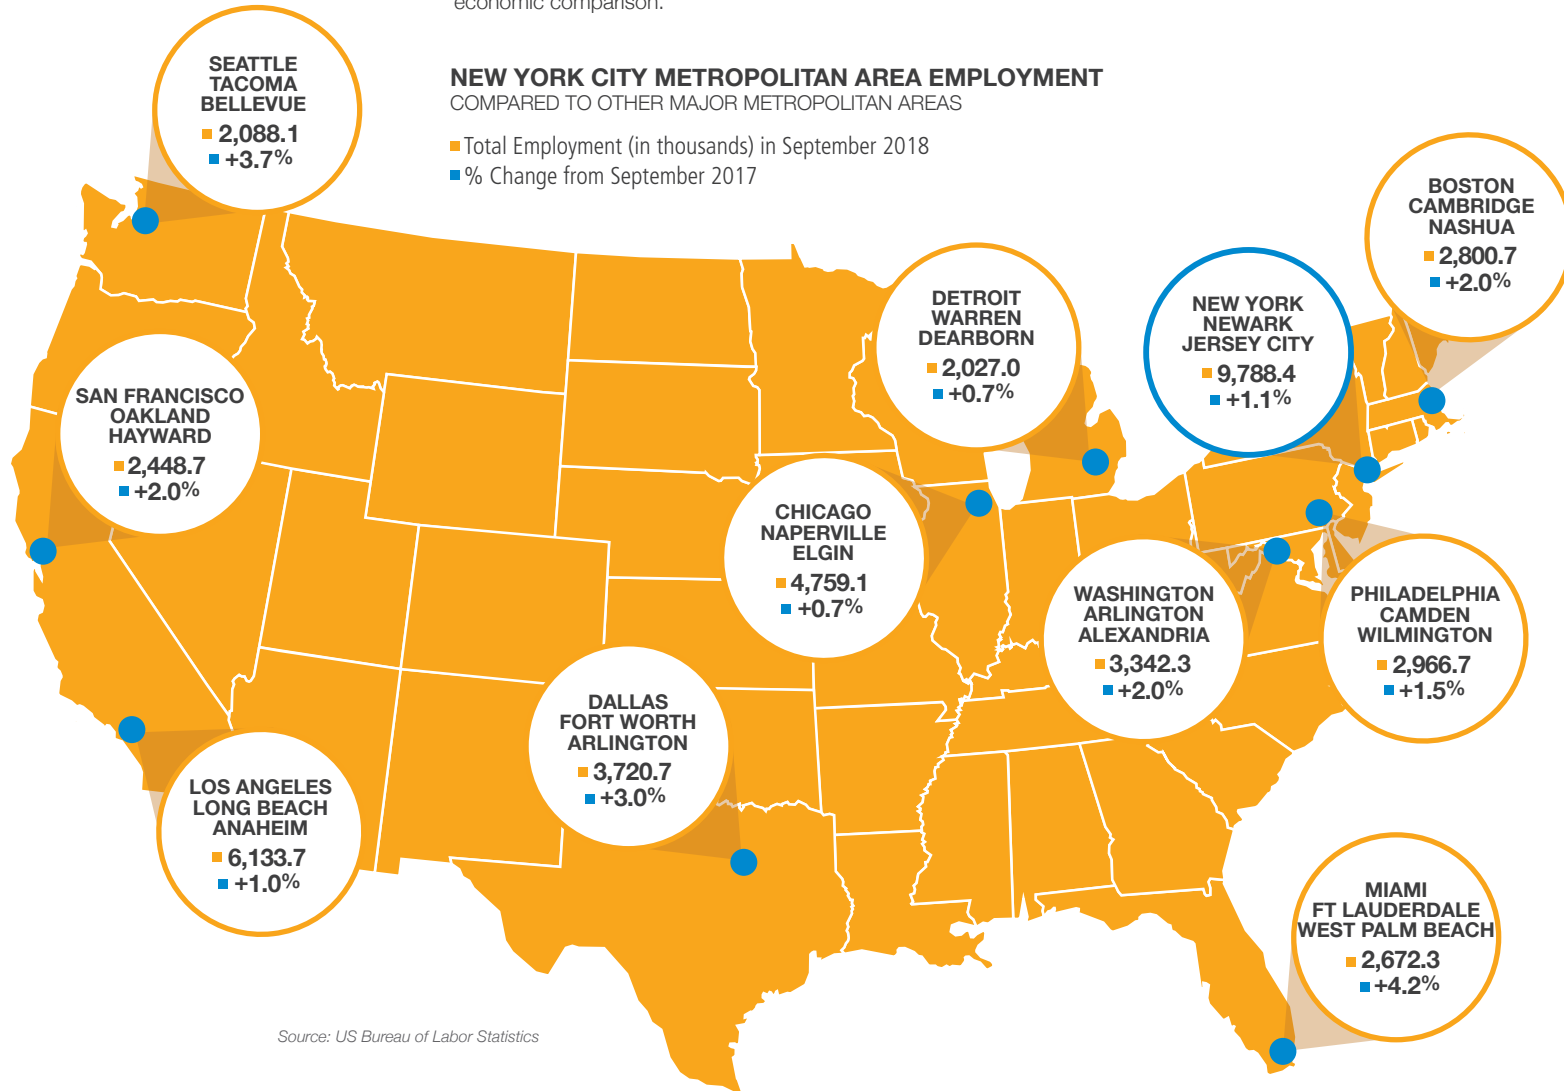 economic comparison.
NEW YORK CITY METROPOLITAN AREA EMPLOYMENT
COMPARED TO OTHER MAJOR METROPOLITAN AREAS
Total Employment (in thousands) in September 2018
% Change from September 2017
SEATTLE
TACOMA
BELLEVUE
2,088.1
+3.7%
BOSTON
CAMBRIDGE
NASHUA
2,800.7
+2.0%
DETROIT
WARREN
DEARBORN
2,027.0
+0.7%
NEW YORK
NEWARK
JERSEY CITY
9,788.4
+1.1%
SAN FRANCISCO
OAKLAND
HAYWARD
2,448.7
+2.0%
CHICAGO
NAPERVILLE
ELGIN
4,759.1
+0.7%
WASHINGTON
ARLINGTON
ALEXANDRIA
3,342.3
+2.0%
PHILADELPHIA
CAMDEN
WILMINGTON
2,966.7
+1.5%
DALLAS
FORT WORTH
ARLINGTON
3,720.7
+3.0%
LOS ANGELES
LONG BEACH
ANAHEIM
6,133.7
+1.0%
MIAMI
FT LAUDERDALE
WEST PALM BEACH
2,672.3
+4.2%
Source: US Bureau of Labor Statistics